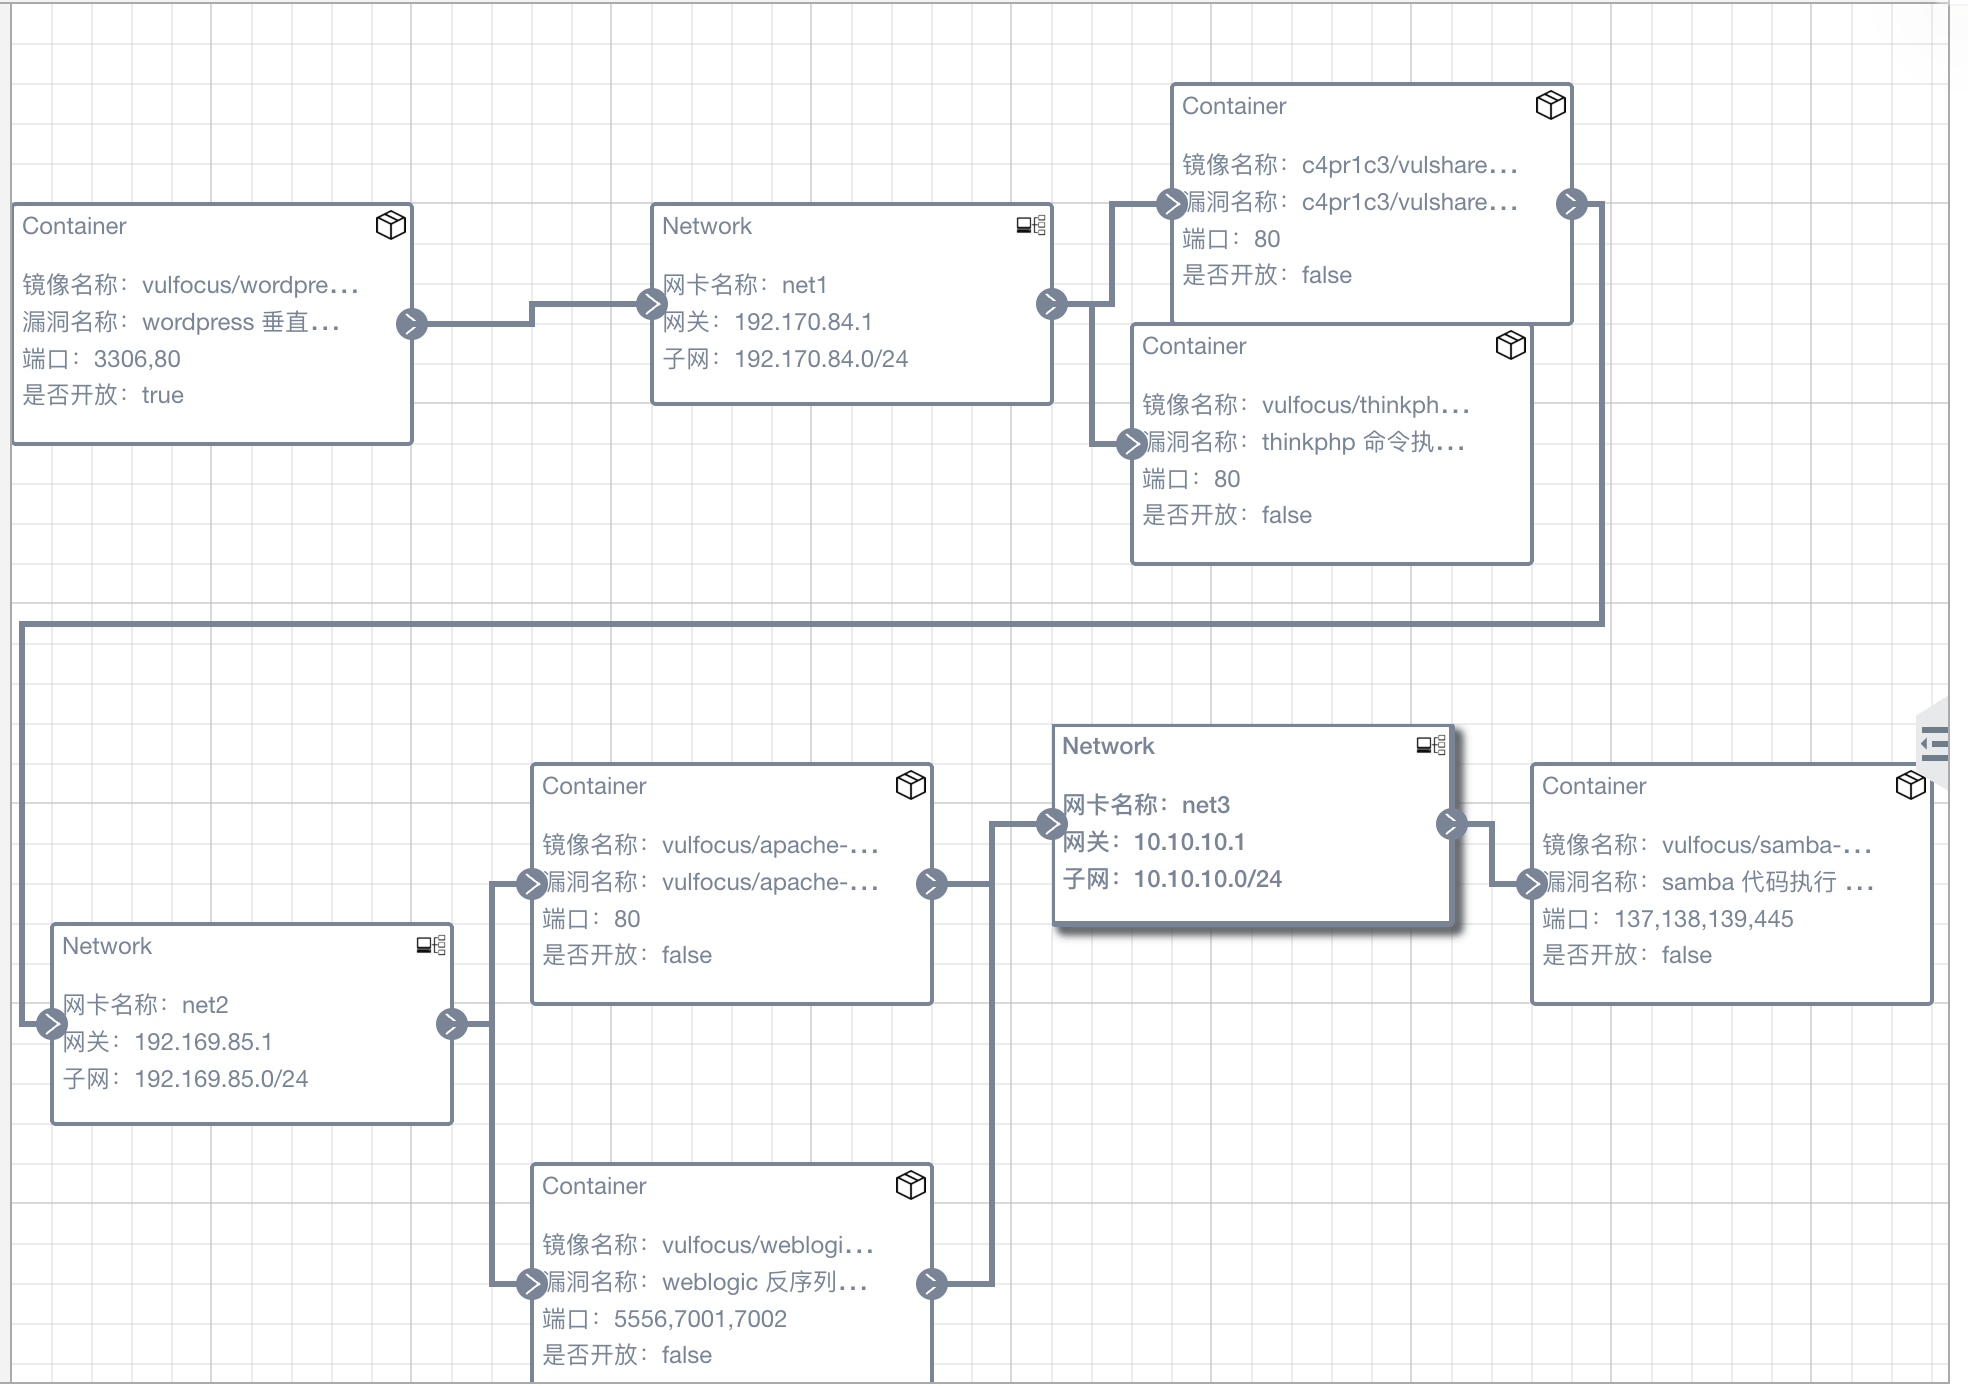 Container
镜像名称：vulfocus/wordpre...
漏洞名称：wordpress 垂直...
端口：3306,80
是否开放：true
Network
网卡名称：net1
网关：192.170.84.1
子网：192.170.84.0/24
Container
镜像名称：c4pr1c3/vulshare...
漏洞名称：c4pr1c3/vulshare...
端口：80
是否开放：false
Container
镜像名称：vulfocus/thinkph...
漏洞名称：thinkphp 命令执...
端口：80
是否开放：false
Network
网卡名称：net2
网关：192.169.85.1
子网：192.169.85.0/24
Container
镜像名称：vulfocus/apache-...
漏洞名称：vulfocus/apache-...
端口：80
是否开放：false
Container
镜像名称：vulfocus/weblogi...
漏洞名称：weblogic 反序列...
端口：5556,7001,7002
是否开放：false
Network
网卡名称：net3
网关：10.10.10.1
子网：10.10.10.0/24
Container
镜像名称：vulfocus/samba-...
漏洞名称：samba 代码执行 ...
端口：137,138,139,445
是否开放：false